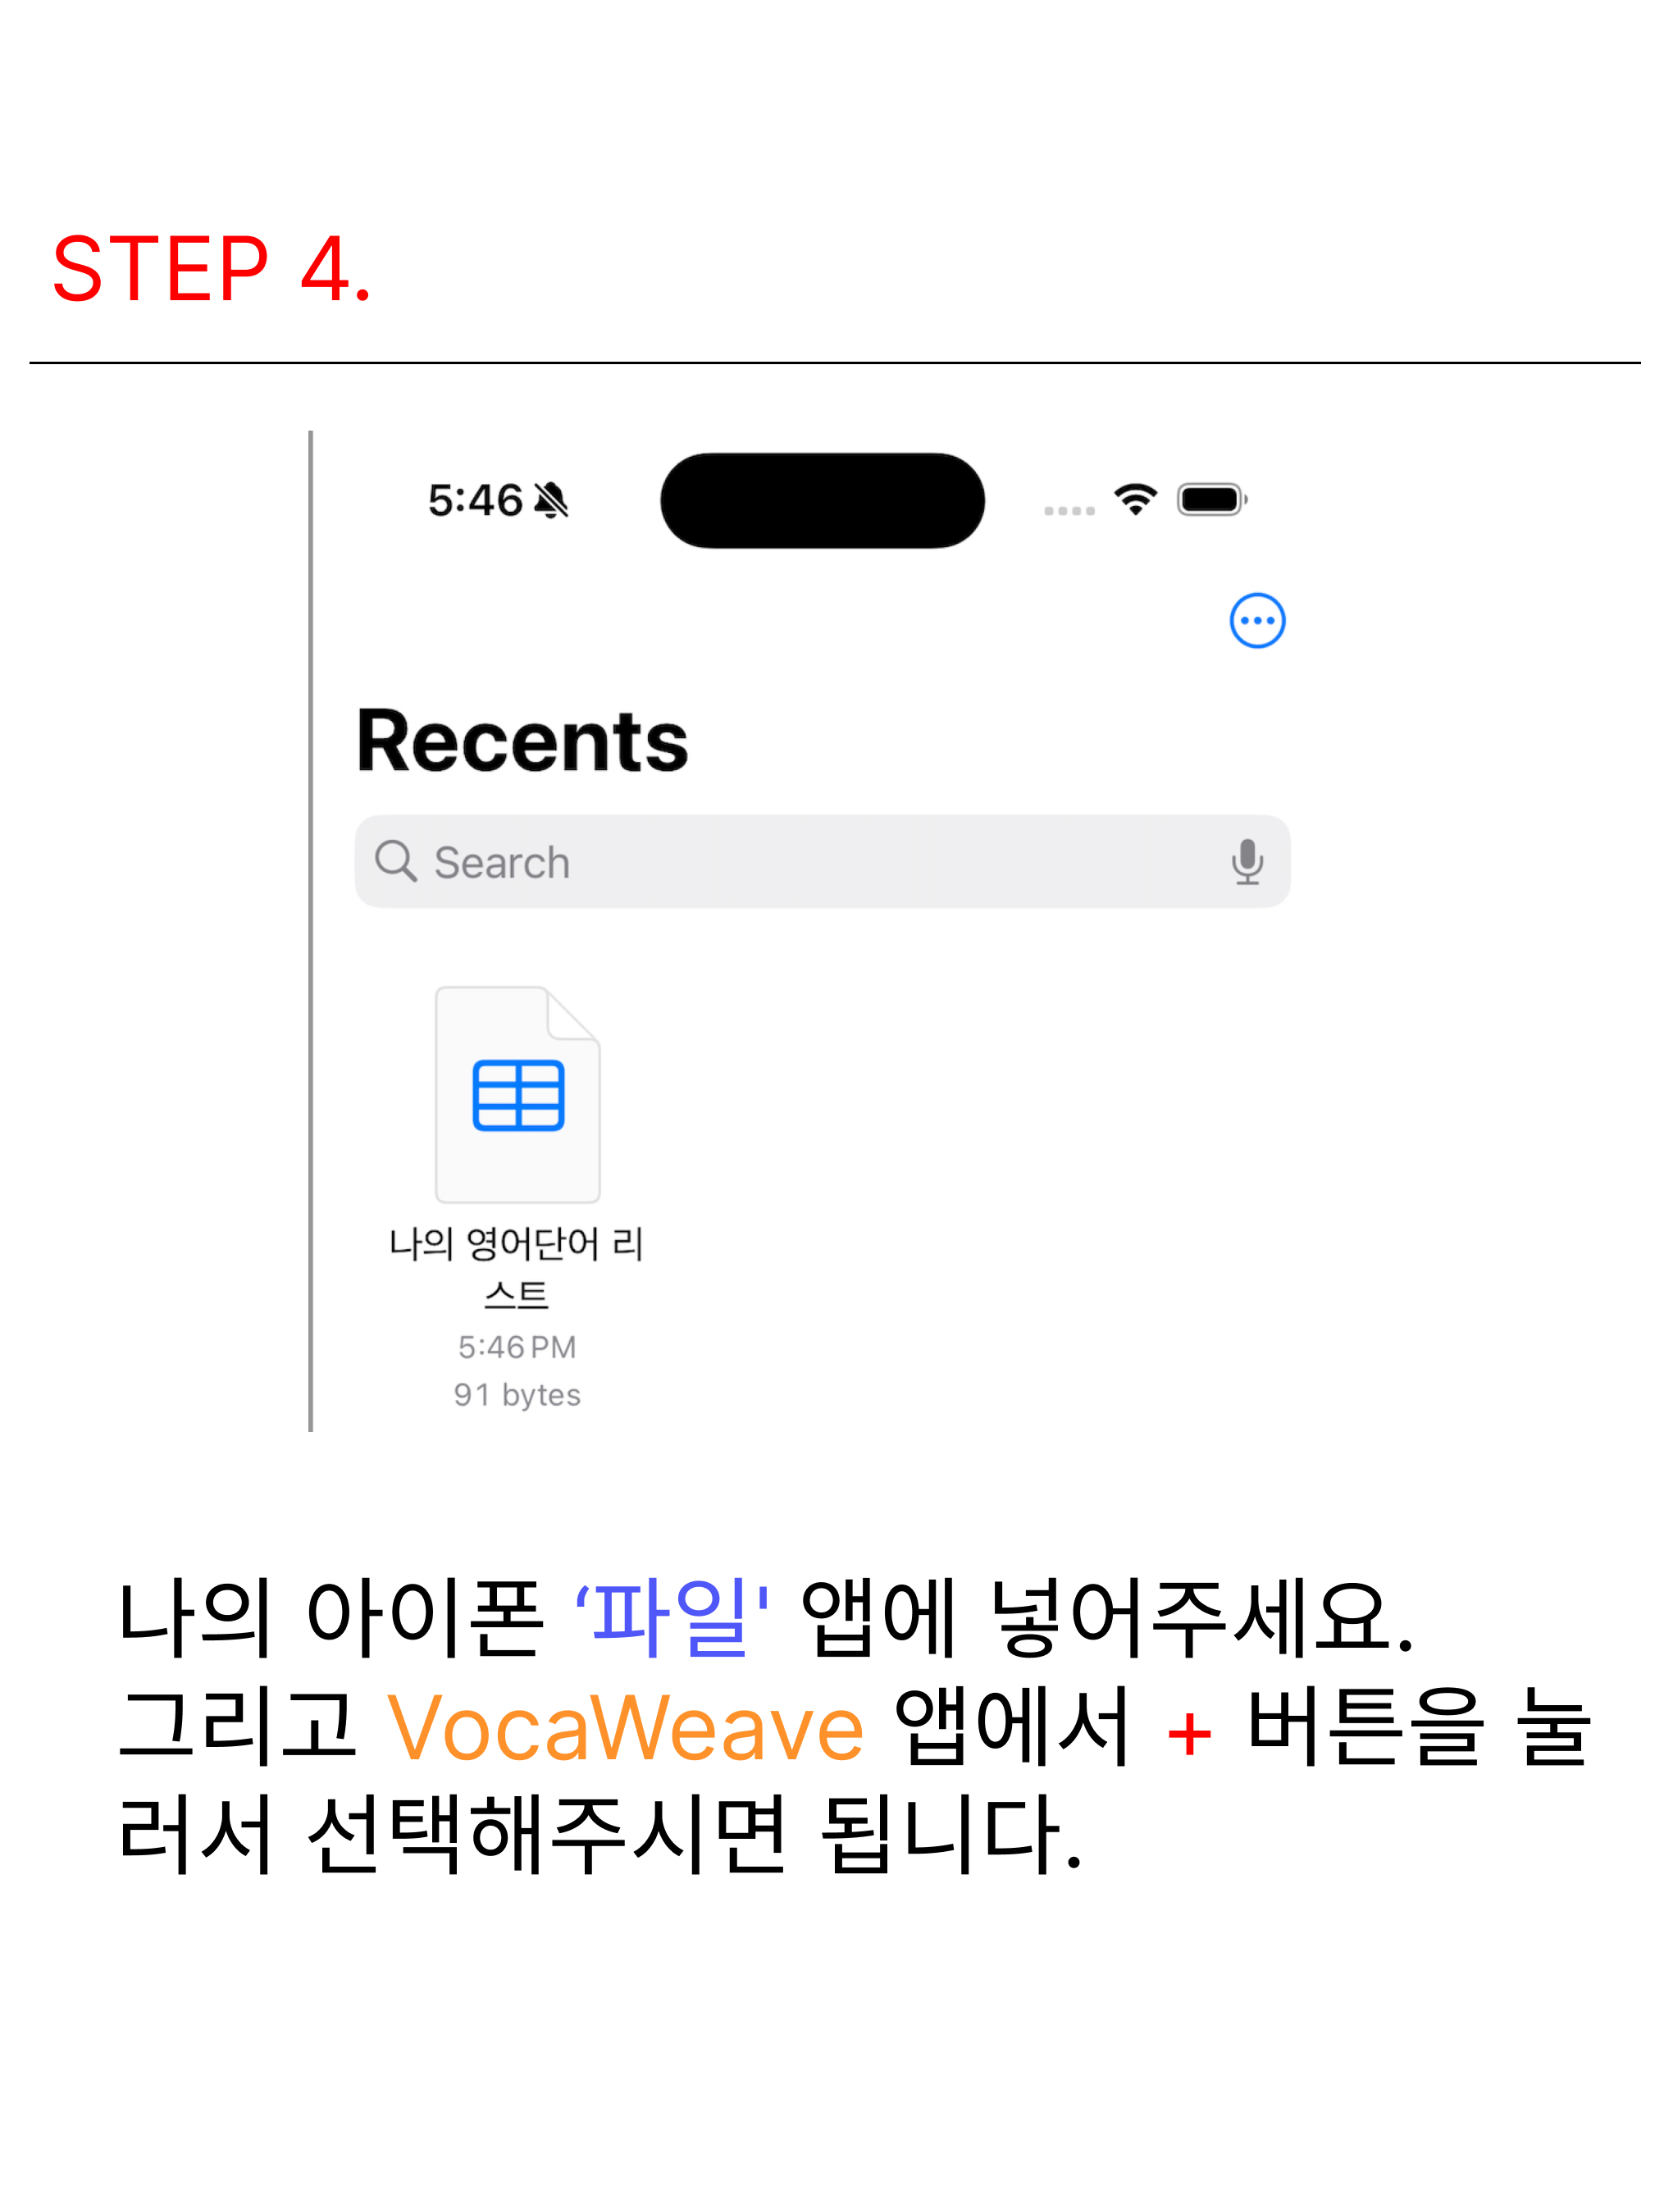 STEP 4.
5:46
Recents
Search
나의 영어단어 리
스트
5:46 PM
91 bytes
나의 아이폰 ‘파일' 앱에 넣어주세요.
그리고 VocaWeave 앱에서 + 버튼을 눌
러서 선택해주시면 됩니다.